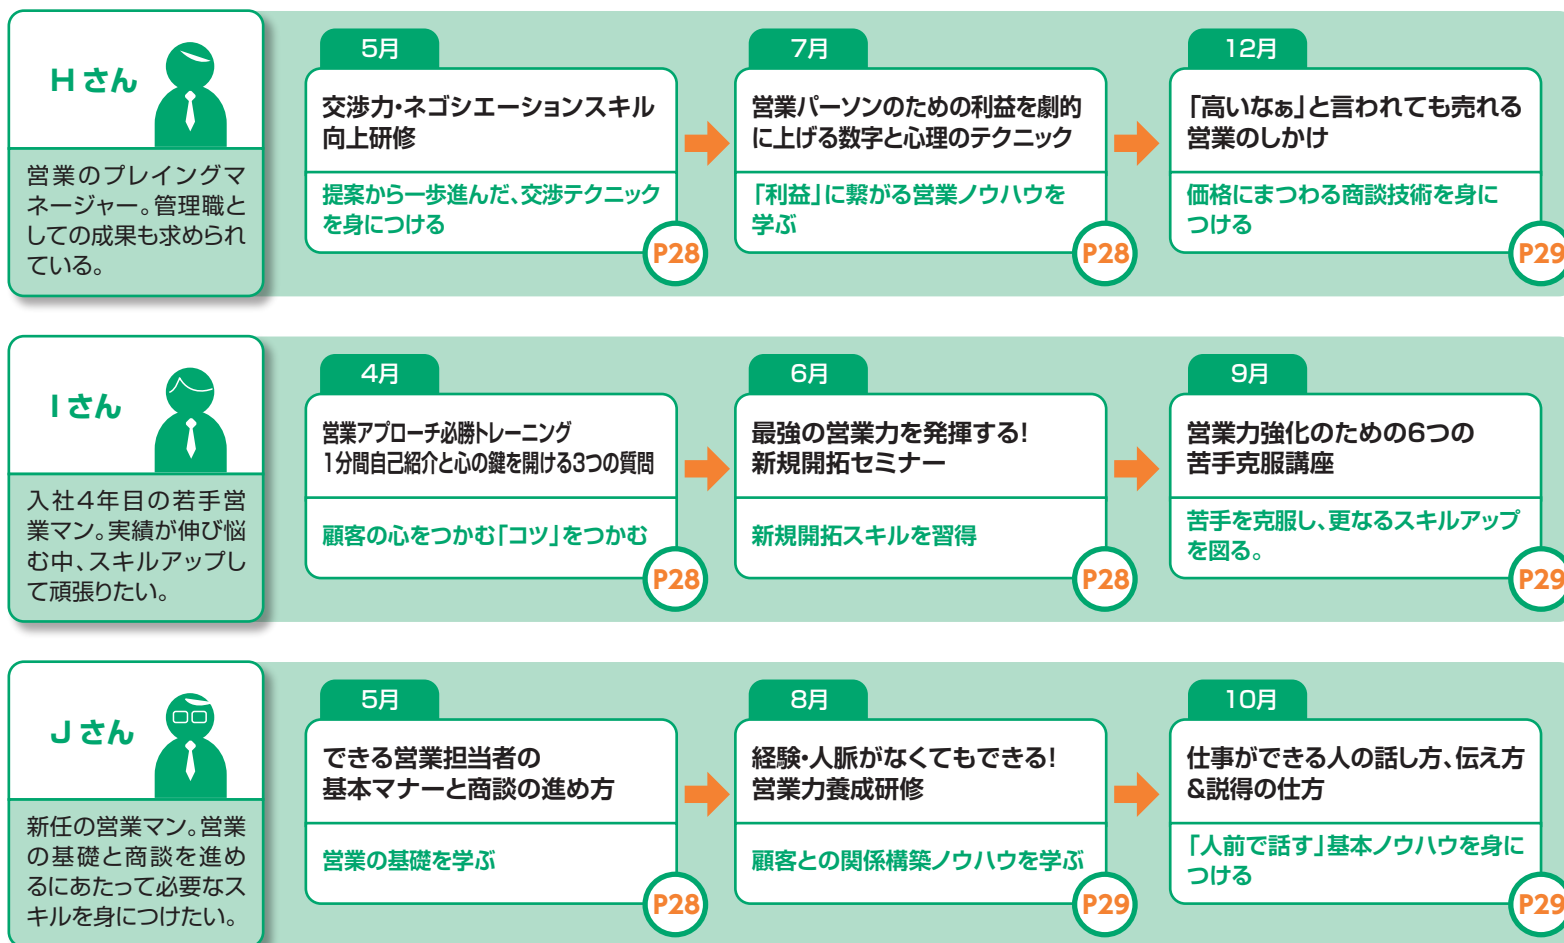 Hさん
営業のプレイングマ
ネージャー。管理職と
しての成果も求められ
ている。
5月
交渉力・ネゴシエーションスキル
向上研修
提案から一歩進んだ、交渉テクニック
を身につける
P28
7月
営業パーソンのための利益を劇的
に上げる数字と心理のテクニック
「利益」に繋がる営業ノウハウを
学ぶ
P28
12月
「高いなぁ」と言われても売れる
営業のしかけ
価格にまつわる商談技術を身に
つける
P29
Iさん
入社4年目の若手営
業マン。実績が伸び悩
む中、スキルアップし
て頑張りたい。
4月
営業アプローチ必勝トレーニング
1分間自己紹介と心の鍵を開ける3つの質問
顧客の心をつかむ「コツ」をつかむ
P28
6月
最強の営業力を発揮する!
新規開拓セミナー
新規開拓スキルを習得
P28
9月
営業力強化のための6つの
苦手克服講座
苦手を克服し、更なるスキルアップ
を図る。
P29
Jさん
新任の営業マン。営業
の基礎と商談を進め
るにあたって必要なス
キルを身につけたい。
5月
できる営業担当者の
基本マナーと商談の進め方
営業の基礎を学ぶ
P28
8月
経験・人脈がなくてもできる!
営業力養成研修
顧客との関係構築ノウハウを学ぶ
P29
10月
仕事ができる人の話し方、伝え方
&説得の仕方
「人前で話す」基本ノウハウを身に
つける
P29